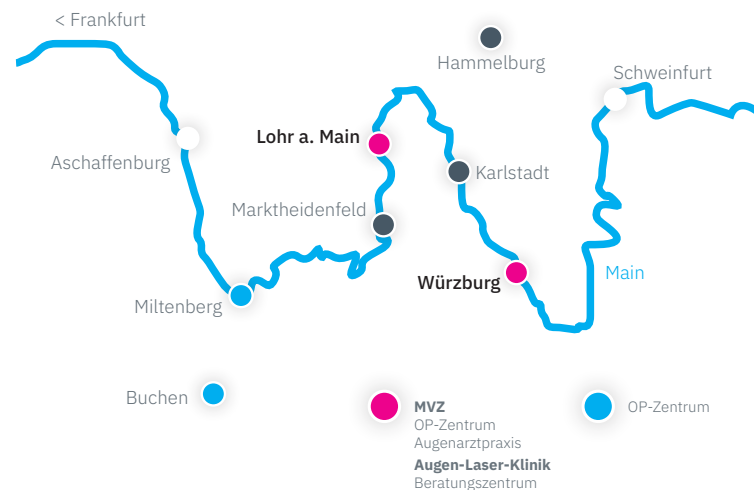 < Frankfurt
Hammelburg
Schweinfurt
Lohr a. Main
Aschaffenburg
Karlstadt
Marktheidenfeld
Main
Würzburg
Miltenberg
Buchen
MVZ
OP-Zentrum
Augenarztpraxis
Augen-Laser-Klinik
Beratungszentrum
OP-Zentrum